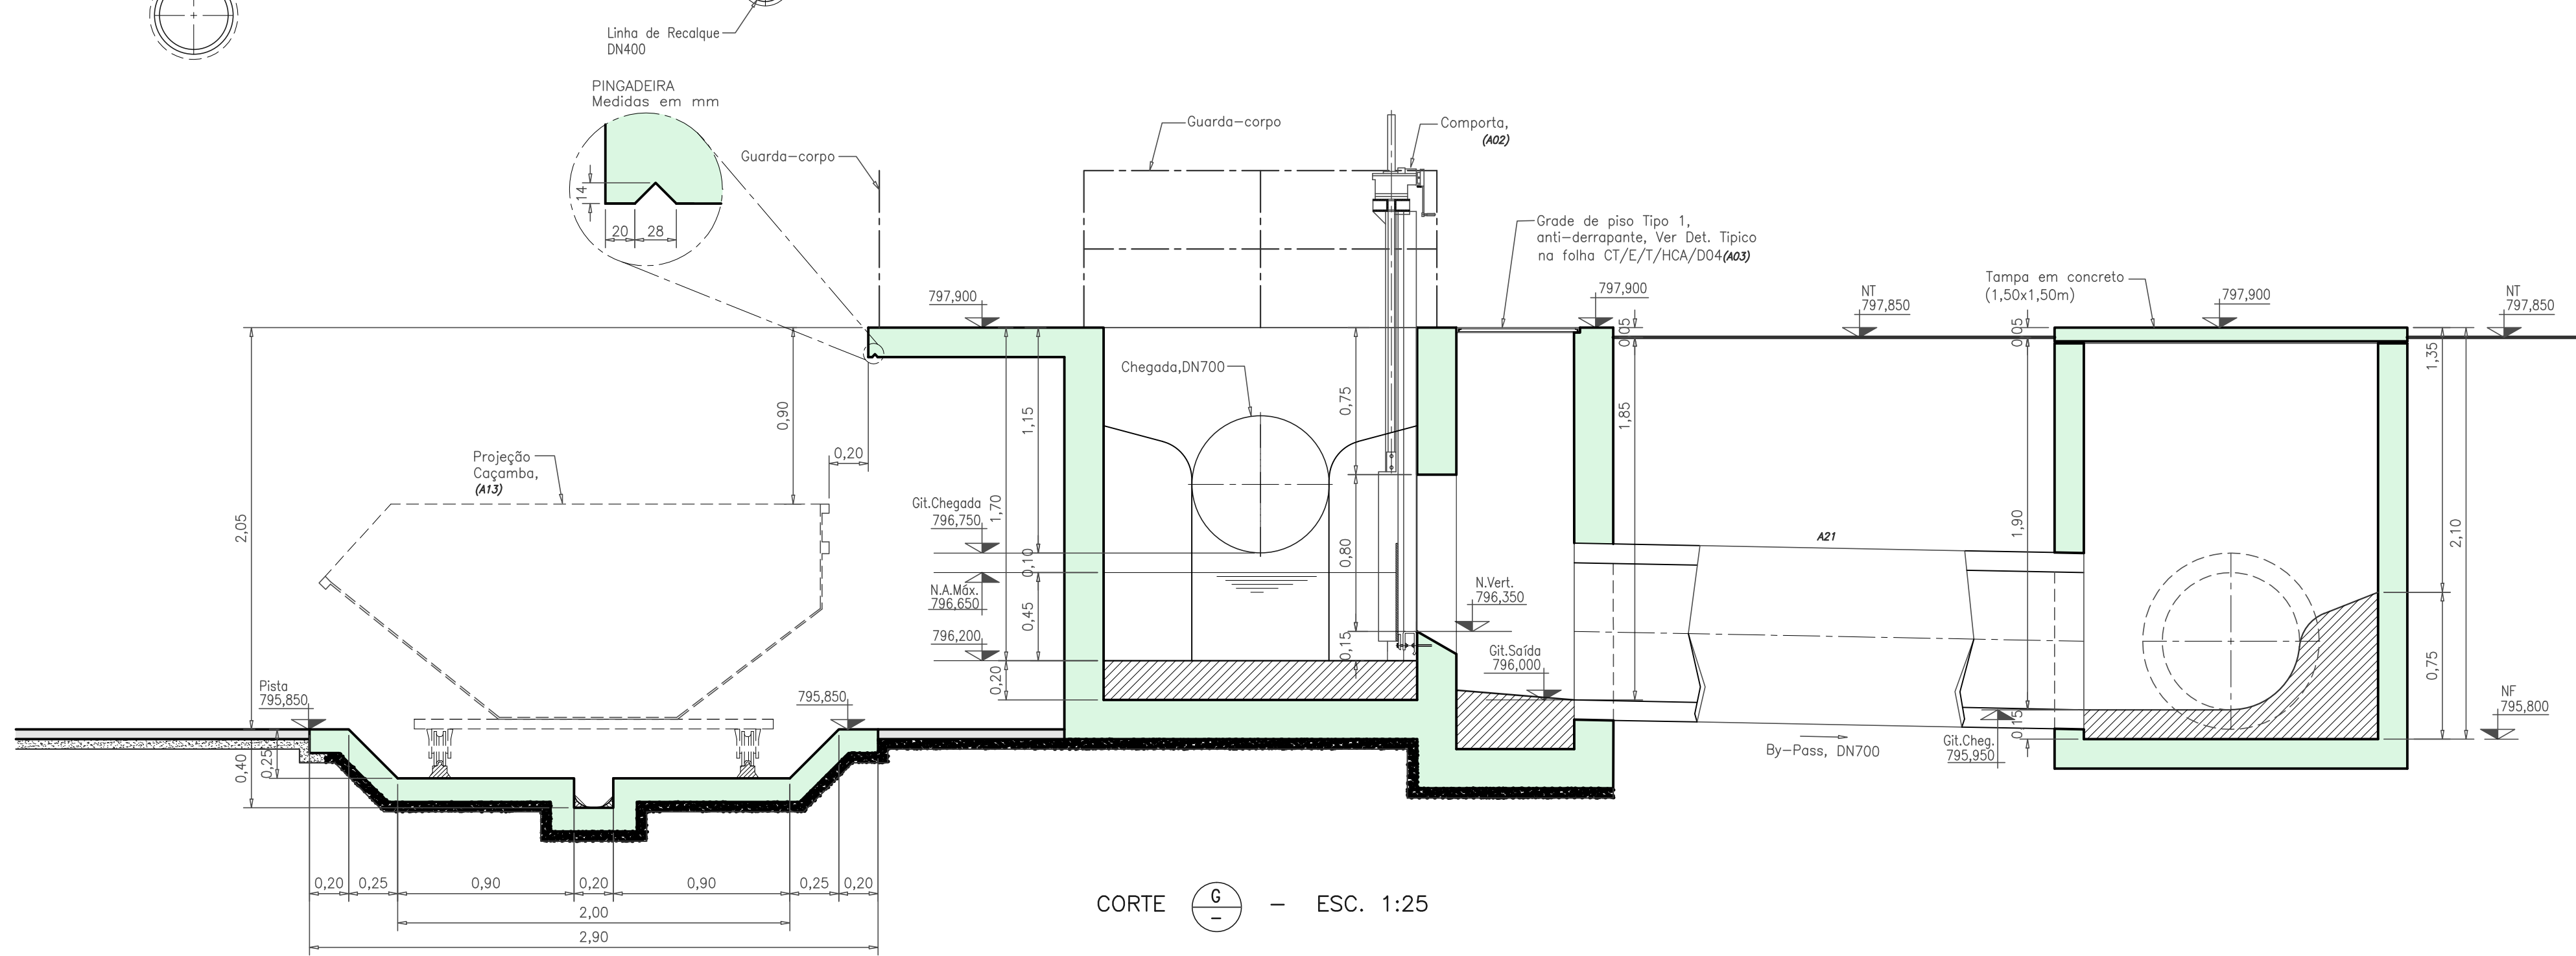 Linha de Recalque
DN400
PINGADEIRA
Medidas em mm
14
20
28
Guarda-corpo
Guarda-corpo
Comporta,
(A02)
Grade de piso Tipo 1,
anti-derrapante, Ver Det. Tipico
na folha CT/E/T/HCA/D04(A03)
Tampa em concreto
(1,50x1,50m)
797,900
797,900
NT
797,850
797,900
NT
797,850
0,05
0,05
Chegada,DN700
2,05
0,90
0,20
1,15
0,75
1,85
1,35
Projeção
Caçamba,
(A13)
Git.Chegada
796,750
1,70
0,10
0,80
1,90
A21
2,10
N.A.Máx.
796,650
0,45
N.Vert.
796,350
796,200
0,15
0,20
Git.Saída
796,000
0,75
Pista
795,850
795,850
0,40
0,25
By-Pass, DN700
Git.Cheg.
795,950
0,15
NF
795,800
0,20
0,25
0,90
0,20
0,90
0,25
0,20
2,00
2,90
CORTE G - - ESC. 1:25